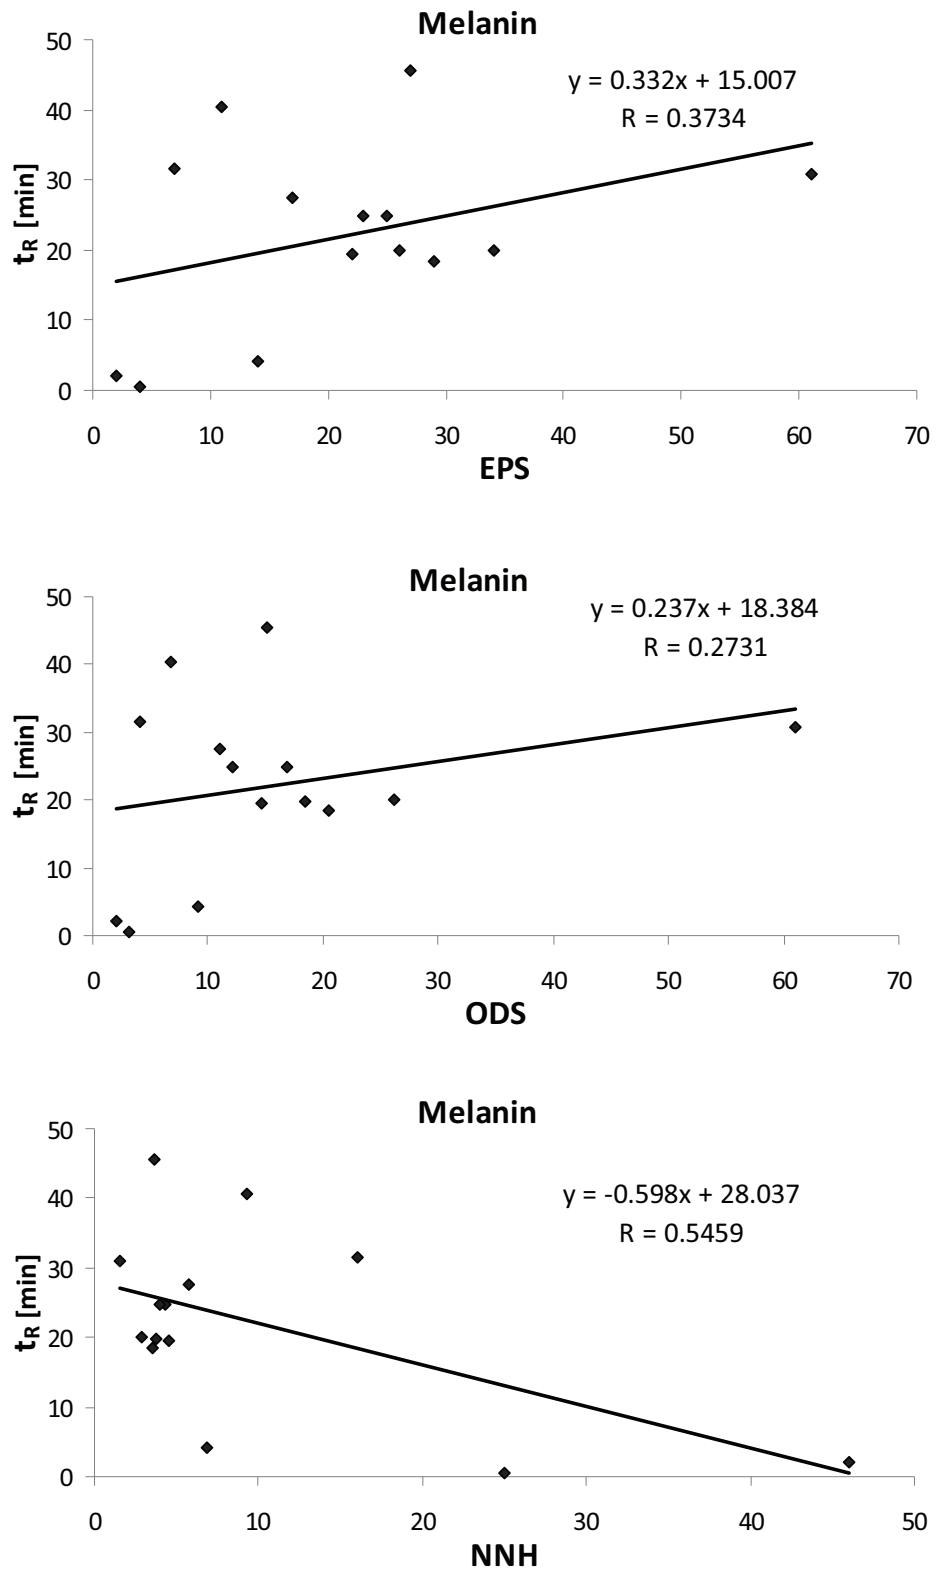 Melanin
50
y = 0.332x + 15.007
40
R = 0.3734
30
tR [min]
20
10
0
0 10 20 30 40 50 60 70
EPS
Melanin
50
y = 0.237x + 18.384
40
R = 0.2731
30
tR [min]
20
10
0
0 10 20 30 40 50 60 70
ODS
Melanin
50
y = -0.598x + 28.037
40
R = 0.5459
30
tR [min]
20
10
0
0 10 20 30 40 50
NNH